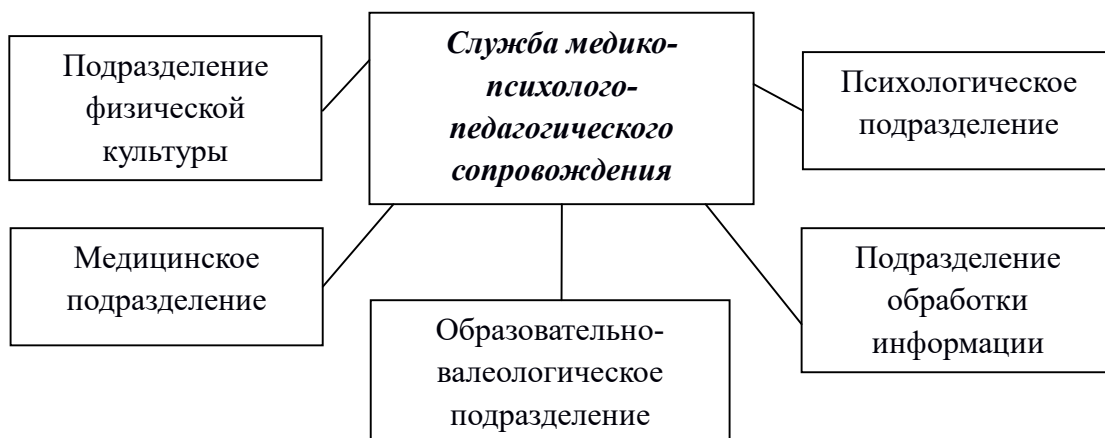 Служба медико-
психолого-
педагогического
сопровождения
Подразделение
физической
культуры
Психологическое
подразделение
Медицинское
подразделение
Образовательно-
валеологическое
подразделение
Подразделение
обработки
информации